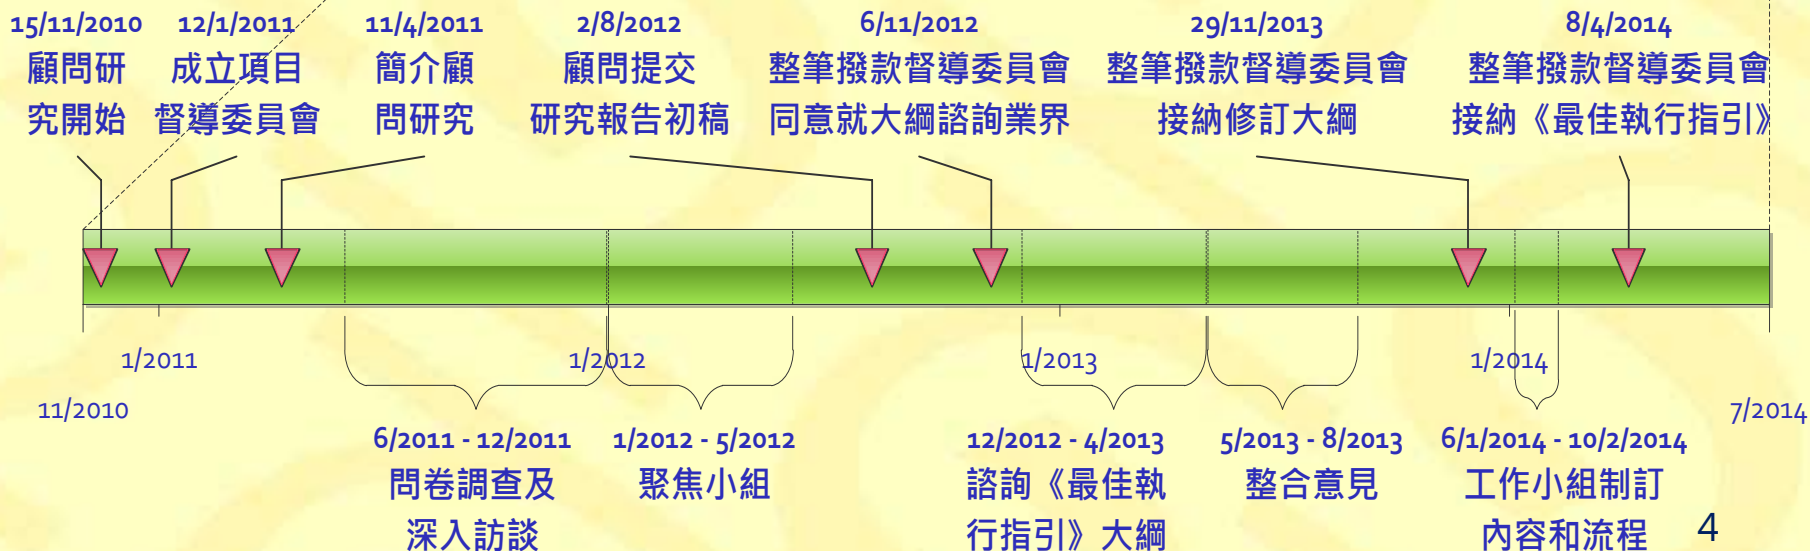 15/11/2010
顧問研
究開始
12/1/2011
成立項目
督導委員會
11/4/2011
簡介顧
問研究
2/8/2012
顧問提交
研究報告初稿
6/11/2012
整筆撥款督導委員會
同意就大綱諮詢業界
29/11/2013
整筆撥款督導委員會
接納修訂大綱
8/4/2014
整筆撥款督導委員會
接納《最佳執行指引》
1/2011
1/2012
1/2013
1/2014
11/2010
7/2014
6/2011 - 12/2011
問卷調查及
深入訪談
1/2012 - 5/2012
聚焦小組
12/2012 - 4/2013
諮詢《最佳執
行指引》大綱
5/2013 - 8/2013
整合意見
6/1/2014 - 10/2/2014
工作小組制訂
內容和流程
4